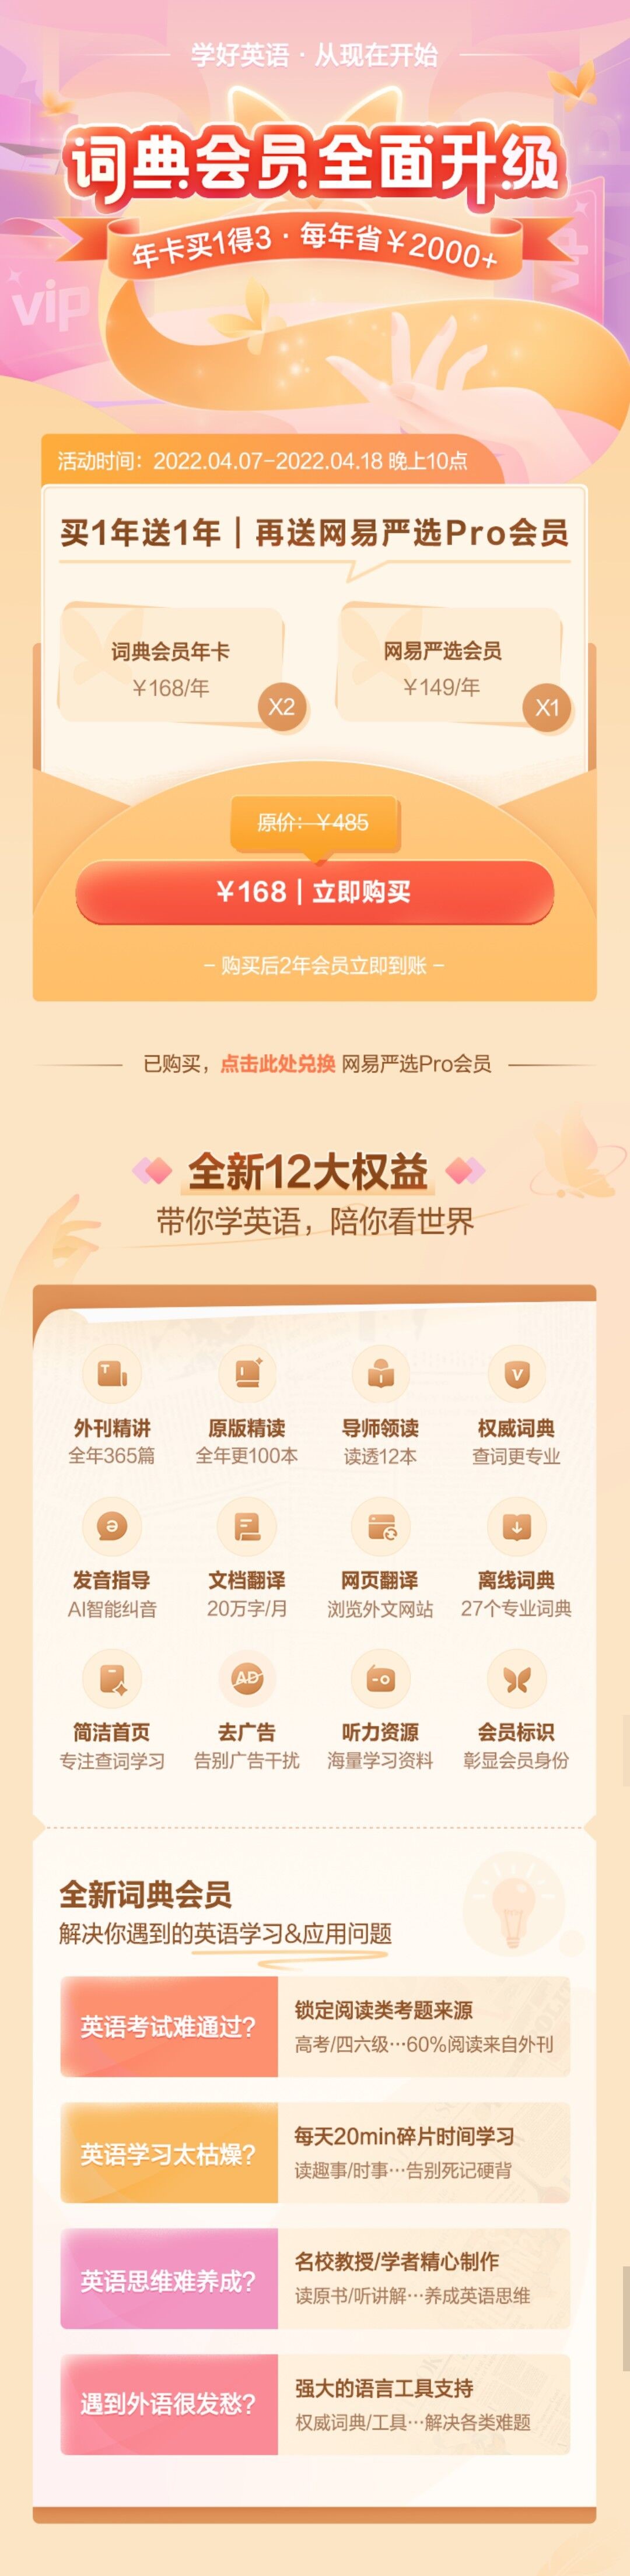 学好英语 · 从现在开始
词典会员全面升级
年卡买1得3 · 每年省￥2000+
vip
vip
活动时间：2022.04.07-2022.04.18 晚上10点
买1年送1年｜再送网易严选Pro会员
词典会员年卡
￥168/年
X2
网易严选会员
￥149/年
X1
原价：￥485
￥168 | 立即购买
– 购买后2年会员立即到账 –
已购买，点击此处兑换 网易严选Pro会员
全新12大权益
带你学英语，陪你看世界
外刊精讲 原版精读 导师领读 权威词典
全年365篇 全年更100本 读透12本 查词更专业
发音指导 文档翻译 网页翻译 离线词典
AI智能纠音 20万字/月 浏览外文网站 27个专业词典
AD
简洁首页 去广告 听力资源 会员标识
专注查词学习 告别广告干扰 海量学习资料 彰显会员身份
全新词典会员
解决你遇到的英语学习&应用问题
英语考试难通过?
锁定阅读类考题来源
高考/四六级···60%阅读来自外刊
英语学习太枯燥?
每天20min碎片时间学习
读趣事/时事···告别死记硬背
英语思维难养成?
名校教授/学者精心制作
读原书/听讲解···养成英语思维
遇到外语很发愁?
强大的语言工具支持
权威词典/工具···解决各类难题